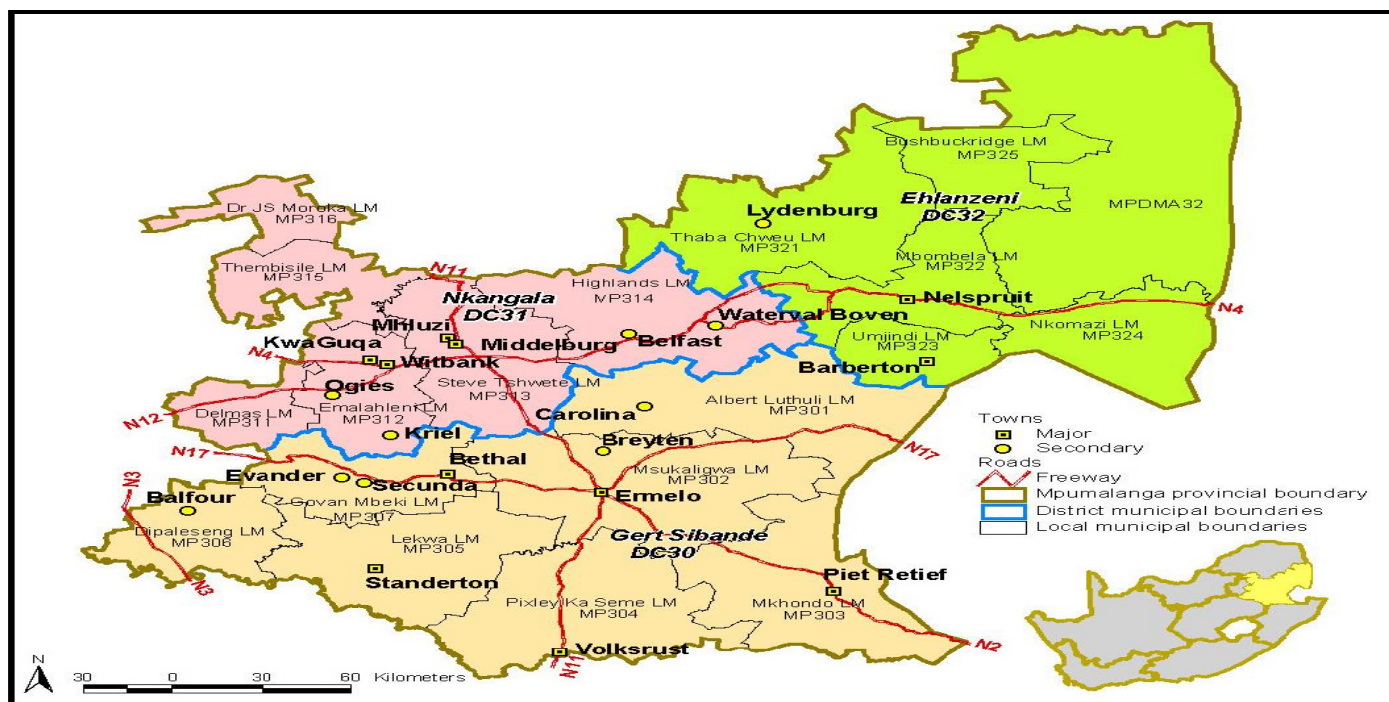 Bushbuckridge LM
MP325
Ehlanzeni
DC32
MPDMA32
Lydenburg
Thaba Chweu LM
MP321
Mbombela LM
MP322
Dr JS Moroka LM
MP316
Thembisile LM
MP315
N11
Highlands LM
MP314
Nkangala
DC31
Nelspruit
N4
Waterval Boven
Nkomazi LM
MP324
Mhluzi
Middelburg
Belfast
Umjindi LM
MP323
KwaGuqa
N4
Witbank
Barberton
Steve Tshwete LM
MP313
Ogies
Emalahleni LM
MP312
Delmas LM
MP311
N12
Albert Luthuli LM
MP301
Carolina
Kriel
Breyten
N17
N17
Bethal
Msukaligwa LM
MP302
Evander
Secunda
N3
Balfour
Govan Mbeki LM
MP307
Ermelo
Dipaleseng LM
MP306
Lekwa LM
MP305
Gert Sibande
DC30
Standerton
N3
Piet Retief
Pixley Ka Seme LM
MP304
Mkhondo LM
MP303
N2
Volksrust
N11
Towns
Major
Secondary
Roads
Freeway
Mpumalanga provincial boundary
District municipal boundaries
Local municipal boundaries
N
30 0 30 60 Kilometers